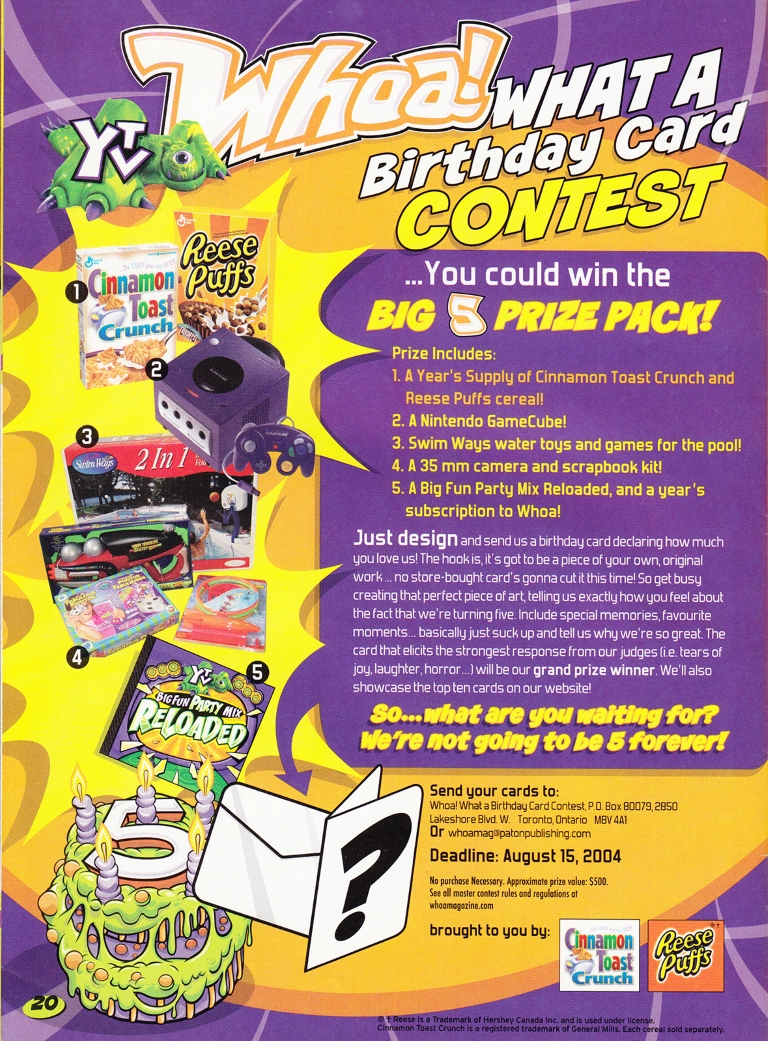 Whoa! WHAT A
Birthday Card
CONTEST
YTV
...You could win the
BIG 5 PRIZE PACK!
Prize Includes:
1. A Year's Supply of Cinnamon Toast Crunch and
Reese Puffs cereal!
2. A Nintendo GameCube!
3. Swim Ways water toys and games for the pool!
4. A 35 mm camera and scrapbook kit!
5. A Big Fun Party Mix Reloaded, and a year's
subscription to Whoa!
1
Cinnamon
Toast
Crunch
Reese
Puffs
2
3
Swim Ways
2 In 1
4
5
YTV
BIG FUN PARTY MIX
RELOADED
Just design and send us a birthday card declaring how much
you love us! The hook is, it's got to be a piece of your own, original
work ... no store-bought card's gonna cut it this time! So get busy
creating that perfect piece of art, telling us exactly how you feel about
the fact that we're turning five. Include special memories, favourite
moments... basically just suck up and tell us why we're so great. The
card that elicits the strongest response from our judges (i.e. tears of
joy, laughter, horror...) will be our grand prize winner. We'll also
showcase the top ten cards on our website!
So...what are you waiting for?
We're not going to be 5 forever!
5
?
Send your cards to:
Whoa! What a Birthday Card Contest, P.O. Box 80079, 2850
Lakeshore Blvd. W. Toronto, Ontario M8V 4A1
Or whoamag@patonpublishing.com
Deadline: August 15, 2004
No purchase Necessary. Approximate prize value: $500.
See all master contest rules and regulations at
whoamagazine.com
brought to you by:
Cinnamon
Toast
Crunch
Reese
Puffs
20
® † Reese is a Trademark of Hershey Canada Inc. and is used under license.
Cinnamon Toast Crunch is a registered trademark of General Mills. Each cereal sold separately.